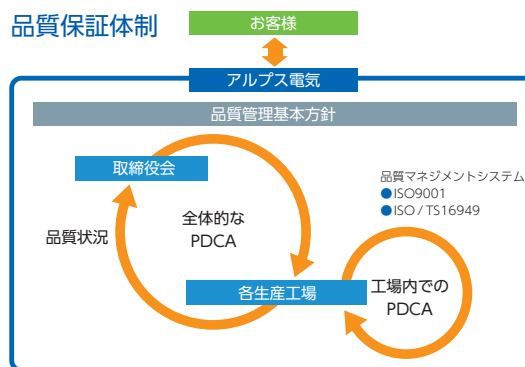 品質保証体制
お客様
アルプス電気
品質管理基本方針
取締役会
品質マネジメントシステム
●ISO9001
●ISO/TS16949
全体的な
PDCA
品質状況
各生産工場
工場内での
PDCA